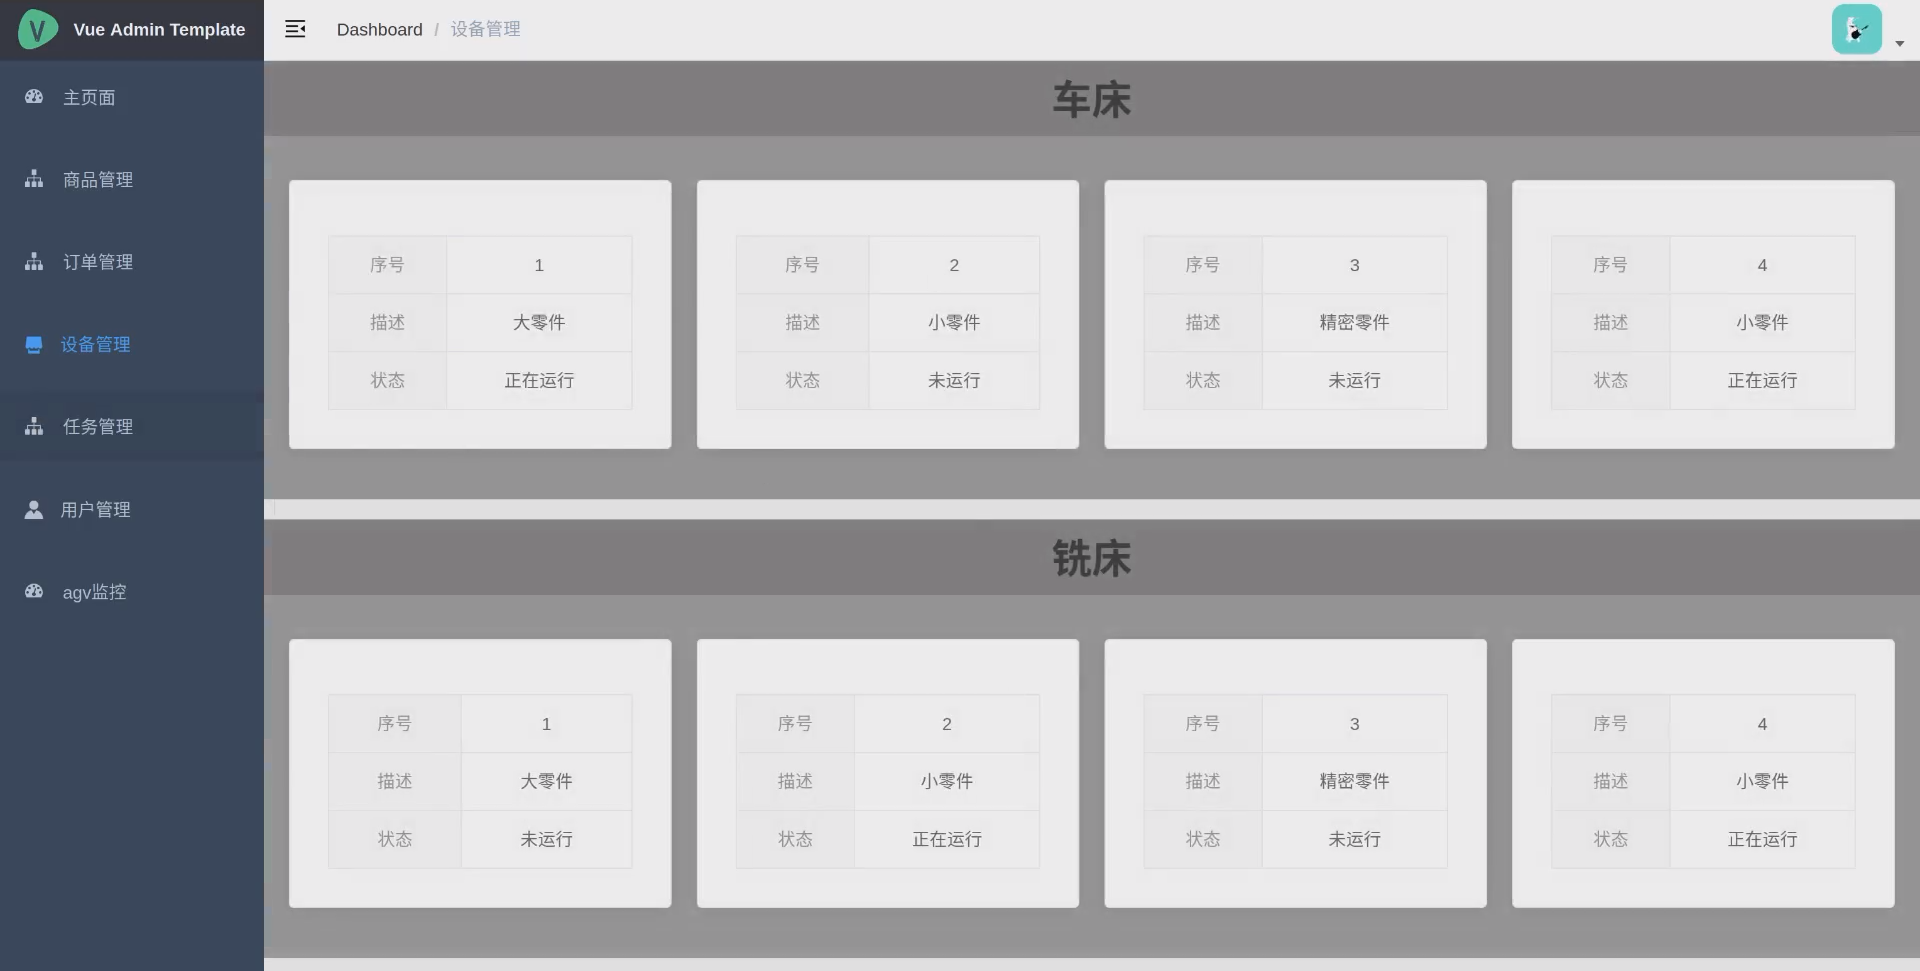 Vue Admin Template
Dashboard / 设备管理
主页面
商品管理
订单管理
设备管理
任务管理
用户管理
agv监控
车床
序号 1
描述 大零件
状态 正在运行
序号 2
描述 小零件
状态 未运行
序号 3
描述 精密零件
状态 未运行
序号 4
描述 小零件
状态 正在运行
铣床
序号 1
描述 大零件
状态 未运行
序号 2
描述 小零件
状态 正在运行
序号 3
描述 精密零件
状态 未运行
序号 4
描述 小零件
状态 正在运行